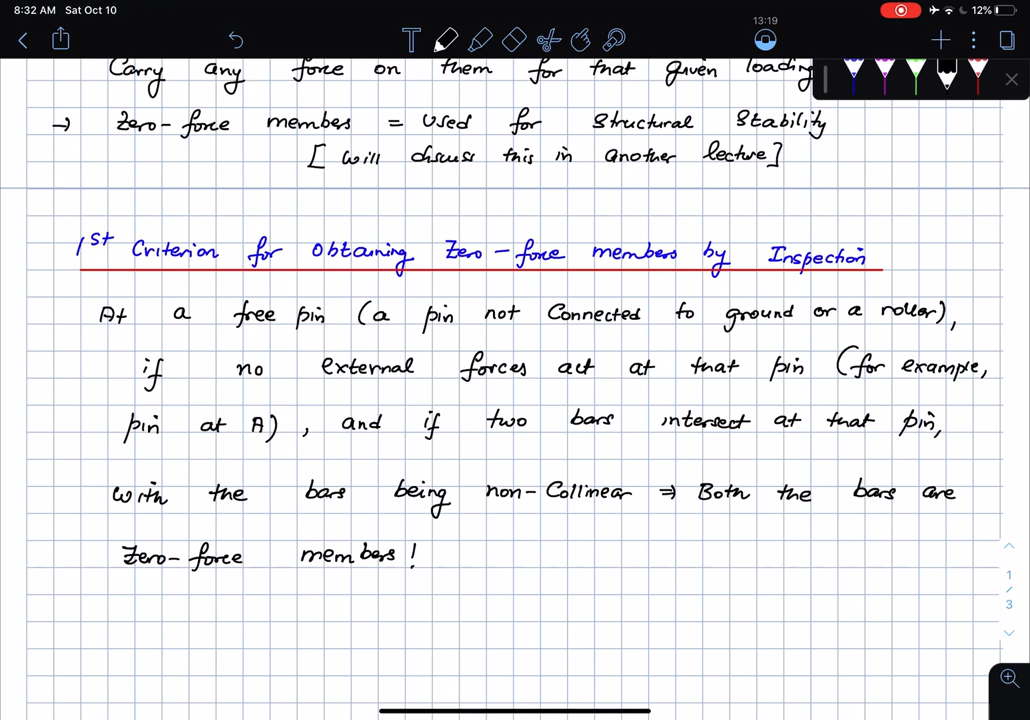 8:32 AM Sat Oct 10
13:19
12%
Carry any force on them for that given loading
→ Zero-force members = used for Structural Stability
[will discuss this in another lecture]
1st Criterion for obtaining Zero-force members by Inspection
At a free pin (a pin not Connected to ground or a roller),
if no external forces act at that pin (for example,
pin at A), and if two bars intersect at that pin,
with the bars being non-Collinear ⇒ Both the bars are
Zero-force members!
1
/
3